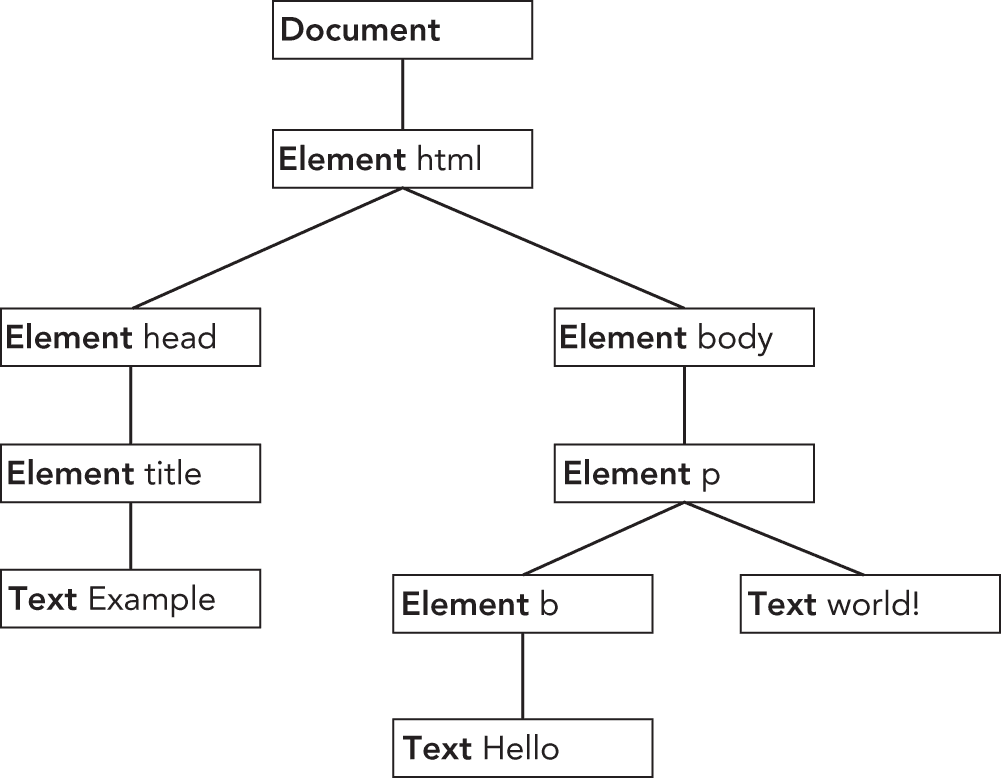 Document
Element html
Element head
Element body
Element title
Element p
Text Example
Element b
Text world!
Text Hello